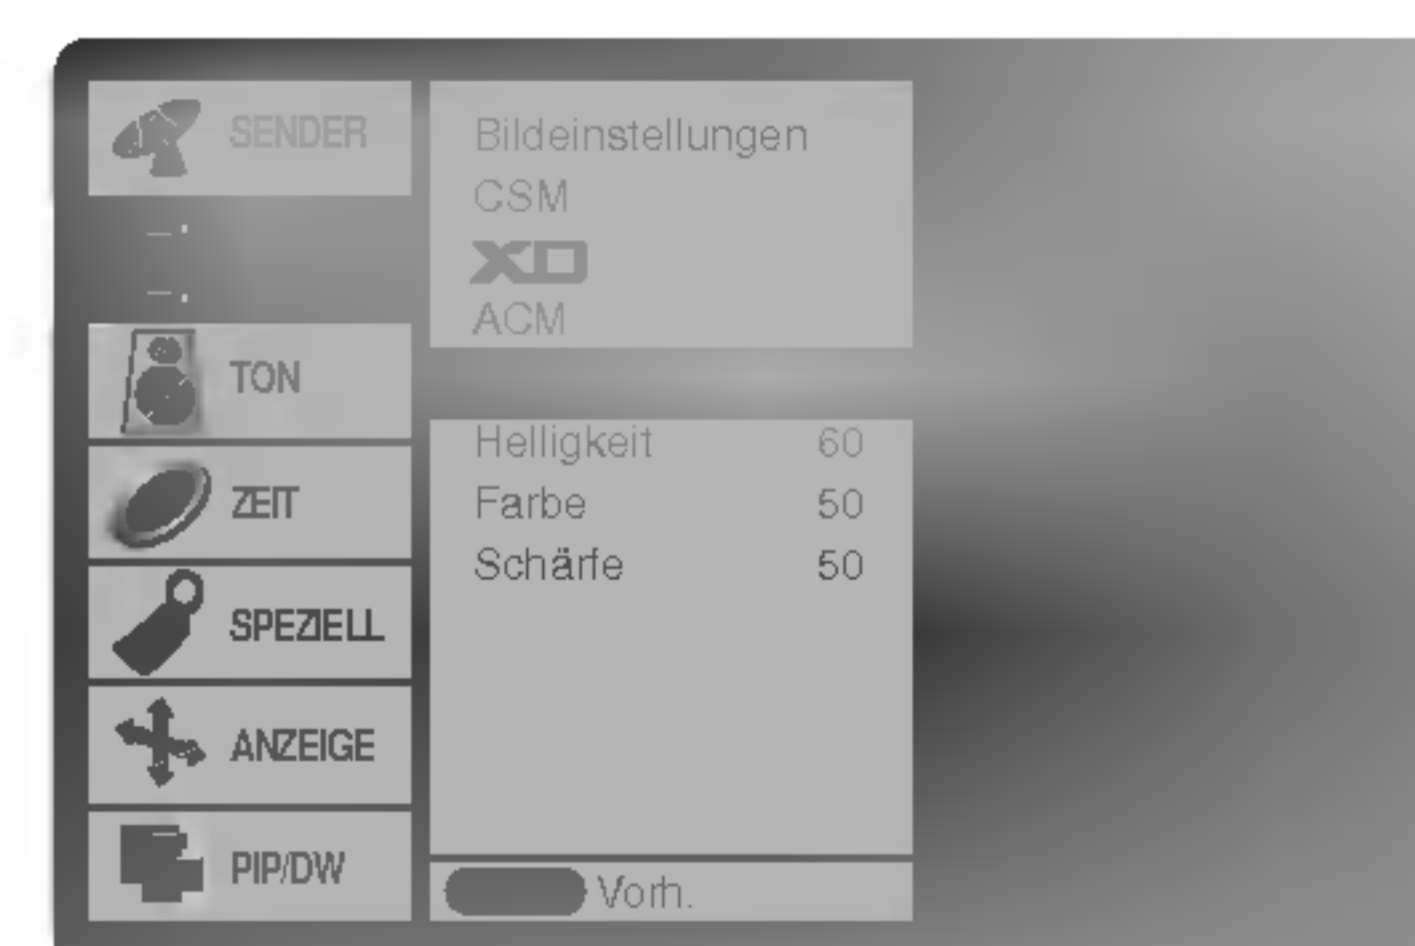 SENDER
TON
ZEIT
SPEZIELL
ANZEIGE
PIP/DW
Bildeinstellungen
CSM
XD
ACM
Helligkeit 60
Farbe 50
Schärfe 50
Vorh.